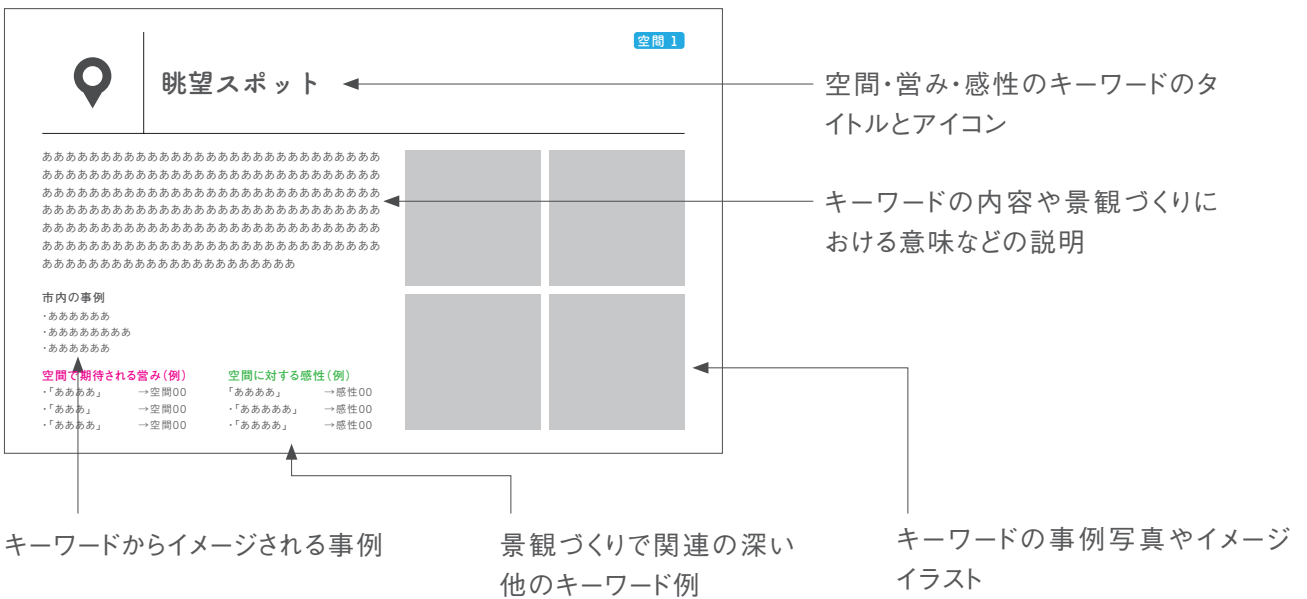 空間 1
眺望スポット
空間・営み・感性のキーワードのタ
イトルとアイコン
あああああああああああああああああああああああああああああ
あああああああああああああああああああああああああああああ
あああああああああああああああああああああああああああああ
あああああああああああああああああああああああああああああ
あああああああああああああああああああああああああああああ
あああああああああああああああああああああああああああああ
ああああああああああああああああああああああ
キーワードの内容や景観づくりに
おける意味などの説明
市内の事例
・ああああああ
・ああああああああ
・ああああああ
空間で期待される営み(例)
・「ああああ」 →空間00
・「あああ」 →空間00
・「ああああ」 →空間00
空間に対する感性(例)
「ああああ」 →感性00
・「あああああ」 →感性00
・「ああああ」 →感性00
キーワードからイメージされる事例
景観づくりで関連の深い
他のキーワード例
キーワードの事例写真やイメージ
イラスト